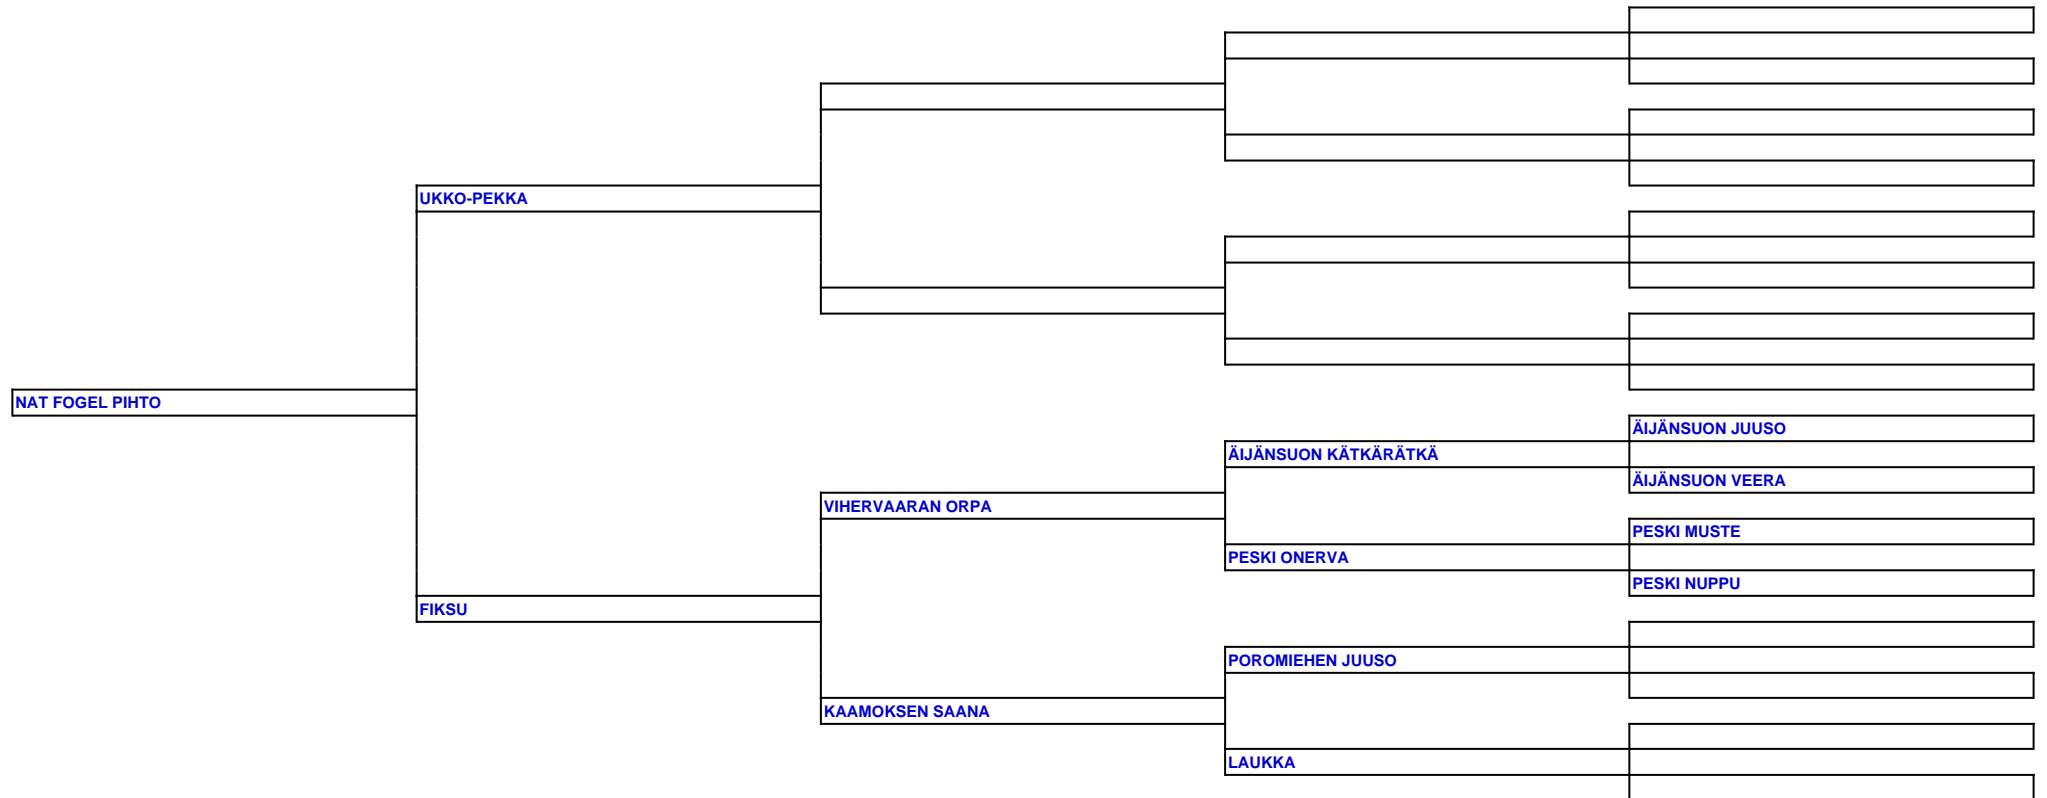 UKKO-PEKKA
NAT FOGEL PIHTO
ÄIJÄNSUON JUUSO
ÄIJÄNSUON KÄTKÄRÄTKÄ
ÄIJÄNSUON VEERA
VIHERVAARAN ORPA
PESKI MUSTE
PESKI ONERVA
PESKI NUPPU
FIKSU
POROMIEHEN JUUSO
KAAMOKSEN SAANA
LAUKKA